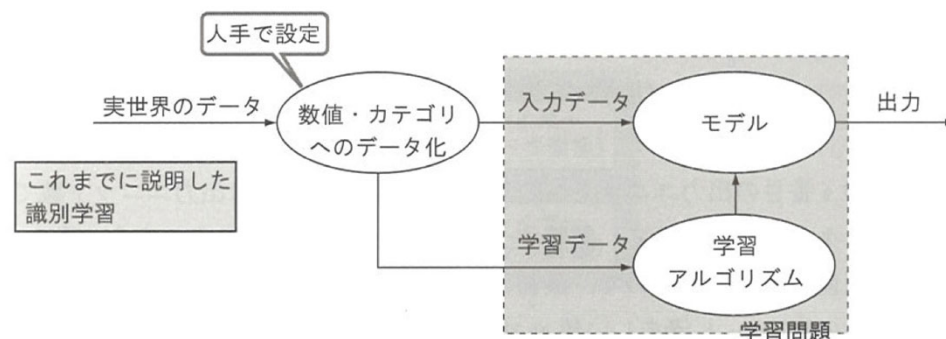 人手で設定
実世界のデータ
数値・カテゴリ
へのデータ化
入力データ
モデル
出力
これまでに説明した
識別学習
学習データ
学習
アルゴリズム
学習問題